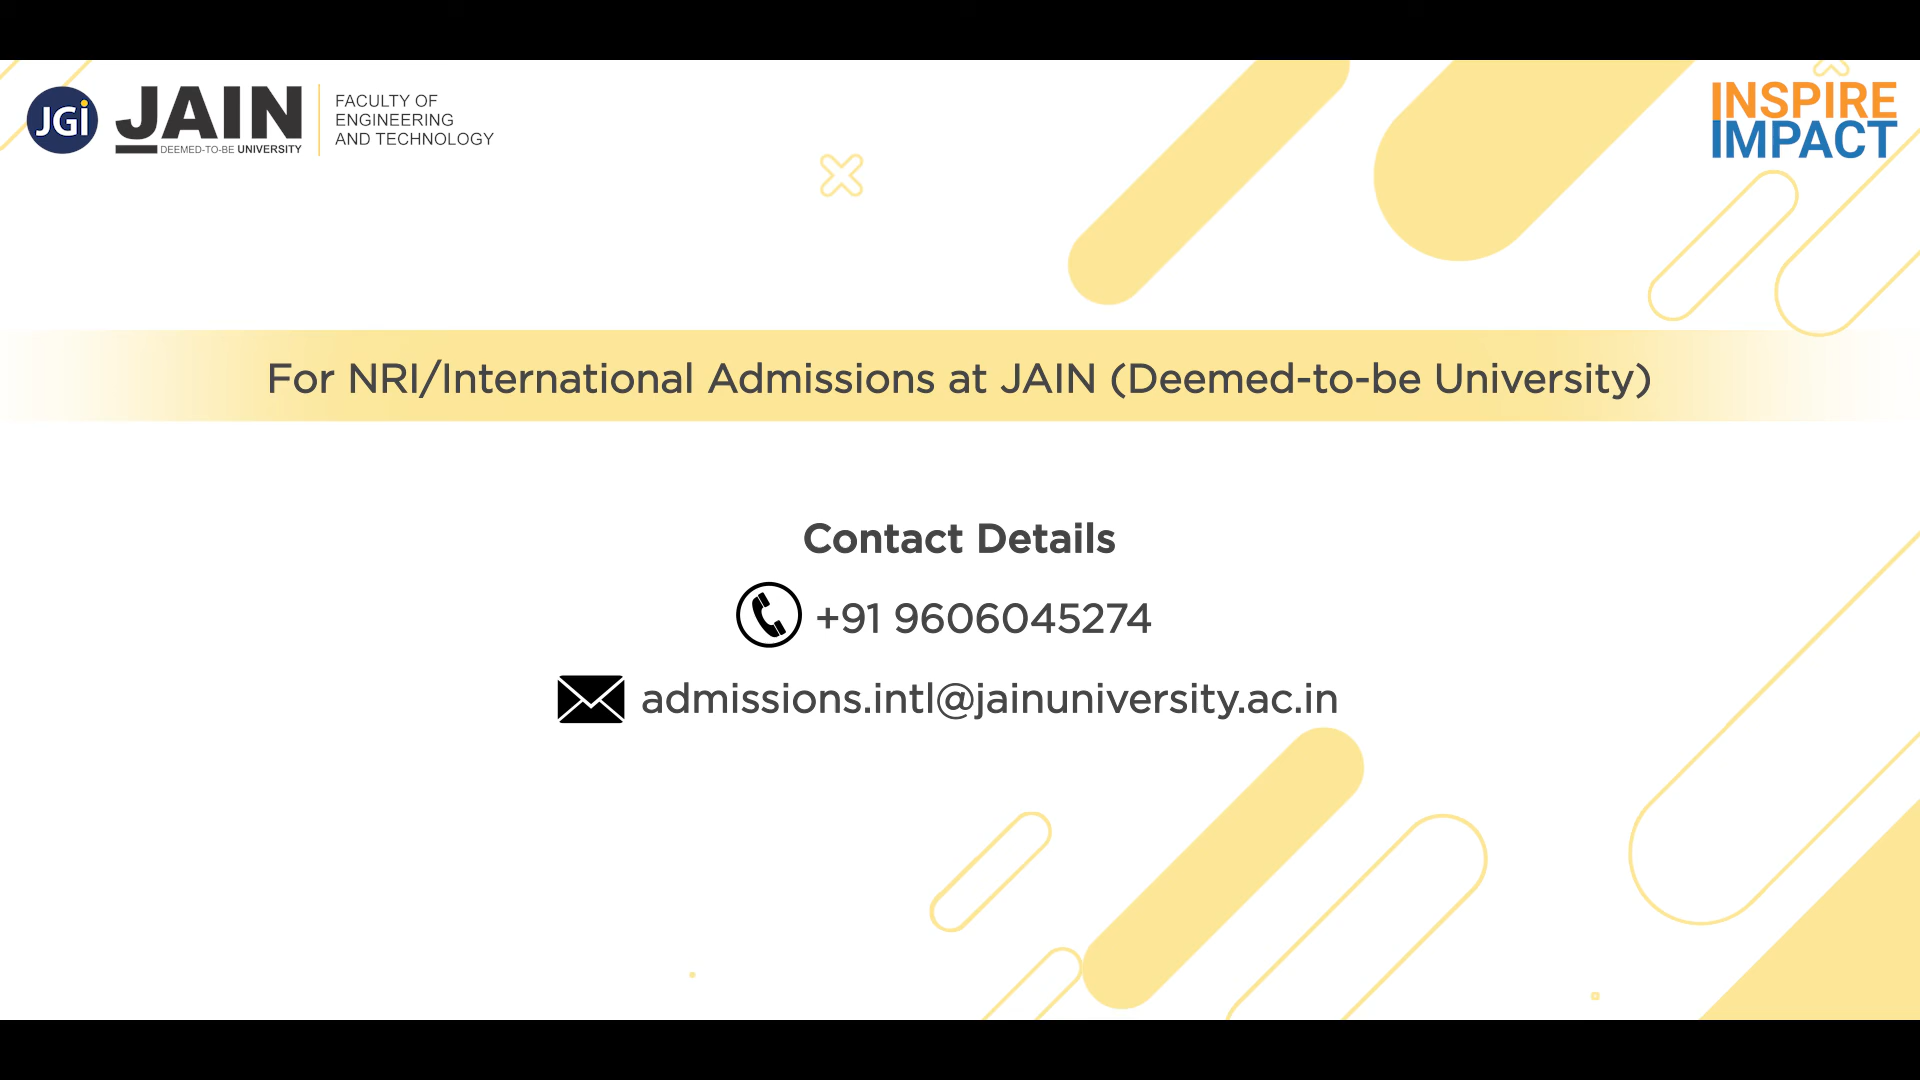 JGi
JAIN
DEEMED-TO-BE UNIVERSITY
FACULTY OF
ENGINEERING
AND TECHNOLOGY
INSPIRE
IMPACT
For NRI/International Admissions at JAIN (Deemed-to-be University)
Contact Details
+91 9606045274
admissions.intl@jainuniversity.ac.in